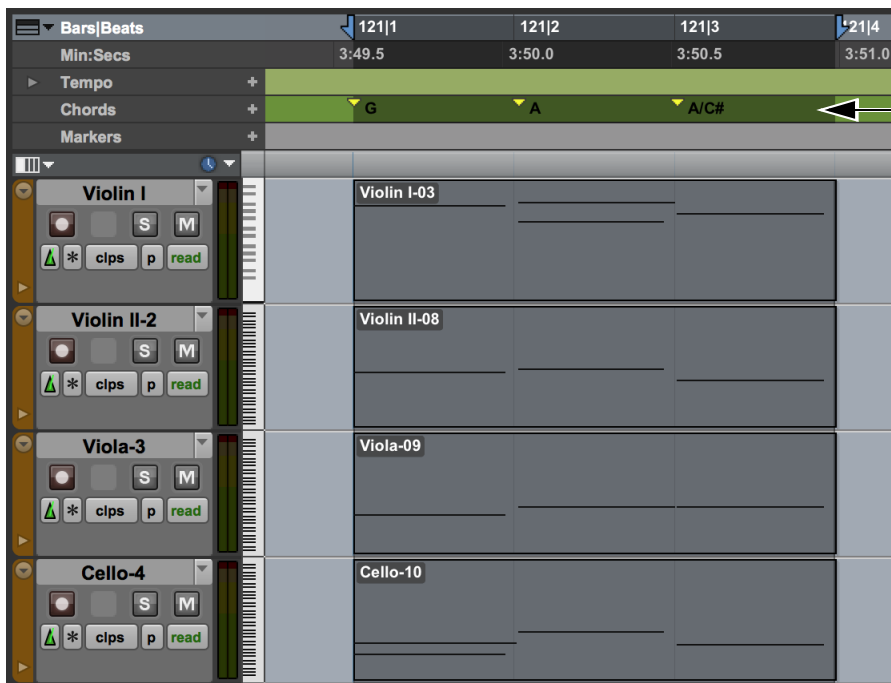 Bars|Beats 121|1 121|2 121|3 121|4
Min:Secs 3:49.5 3:50.0 3:50.5 3:51.0
Tempo +
Chords + G A A/C#
Markers +
Violin I Violin I-03
S M
* clps p read
Violin II-2 Violin II-08
S M
* clps p read
Viola-3 Viola-09
S M
* clps p read
Cello-4 Cello-10
S M
* clps p read